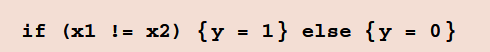 if (x1 != x2) {y = 1} else {y = 0}